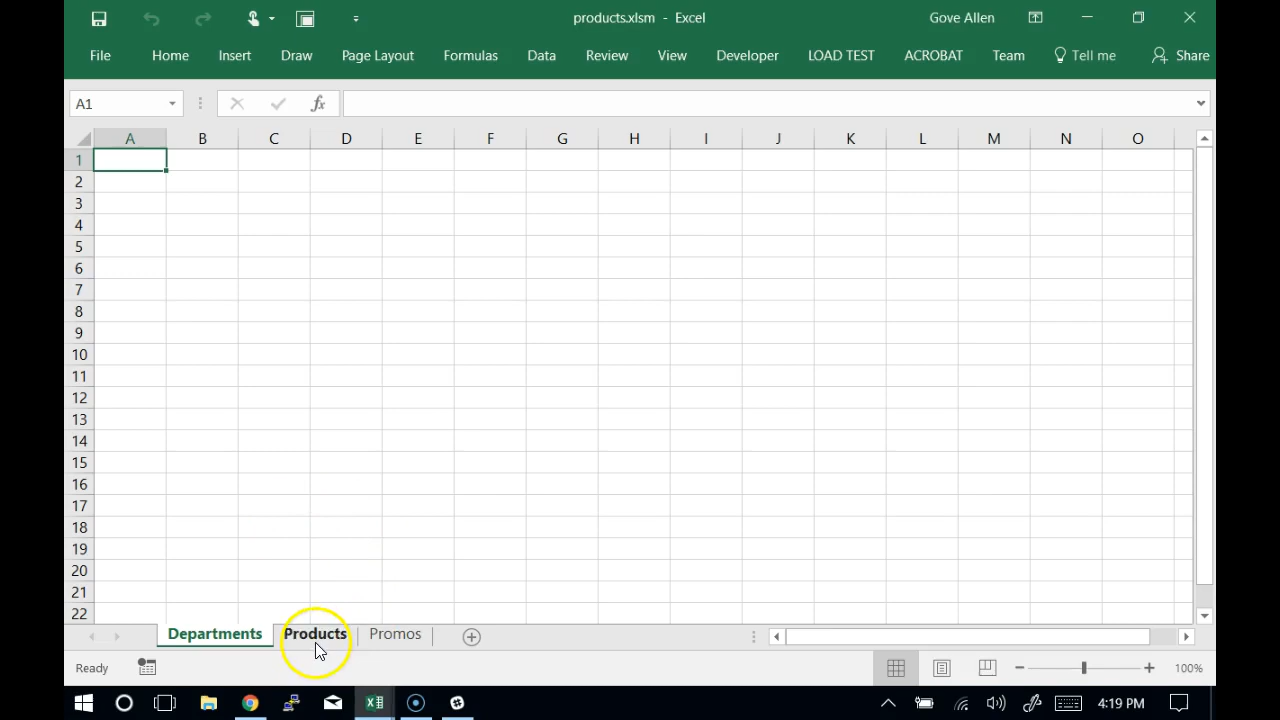 products.xlsm - Excel
Gove Allen
File Home Insert Draw Page Layout Formulas Data Review View Developer LOAD TEST ACROBAT Team Tell me Share
A1 fx
A B C D E F G H I J K L M N O
1
2
3
4
5
6
7
8
9
10
11
12
13
14
15
16
17
18
19
20
21
22
Departments Products Promos
Ready 100%
4:19 PM